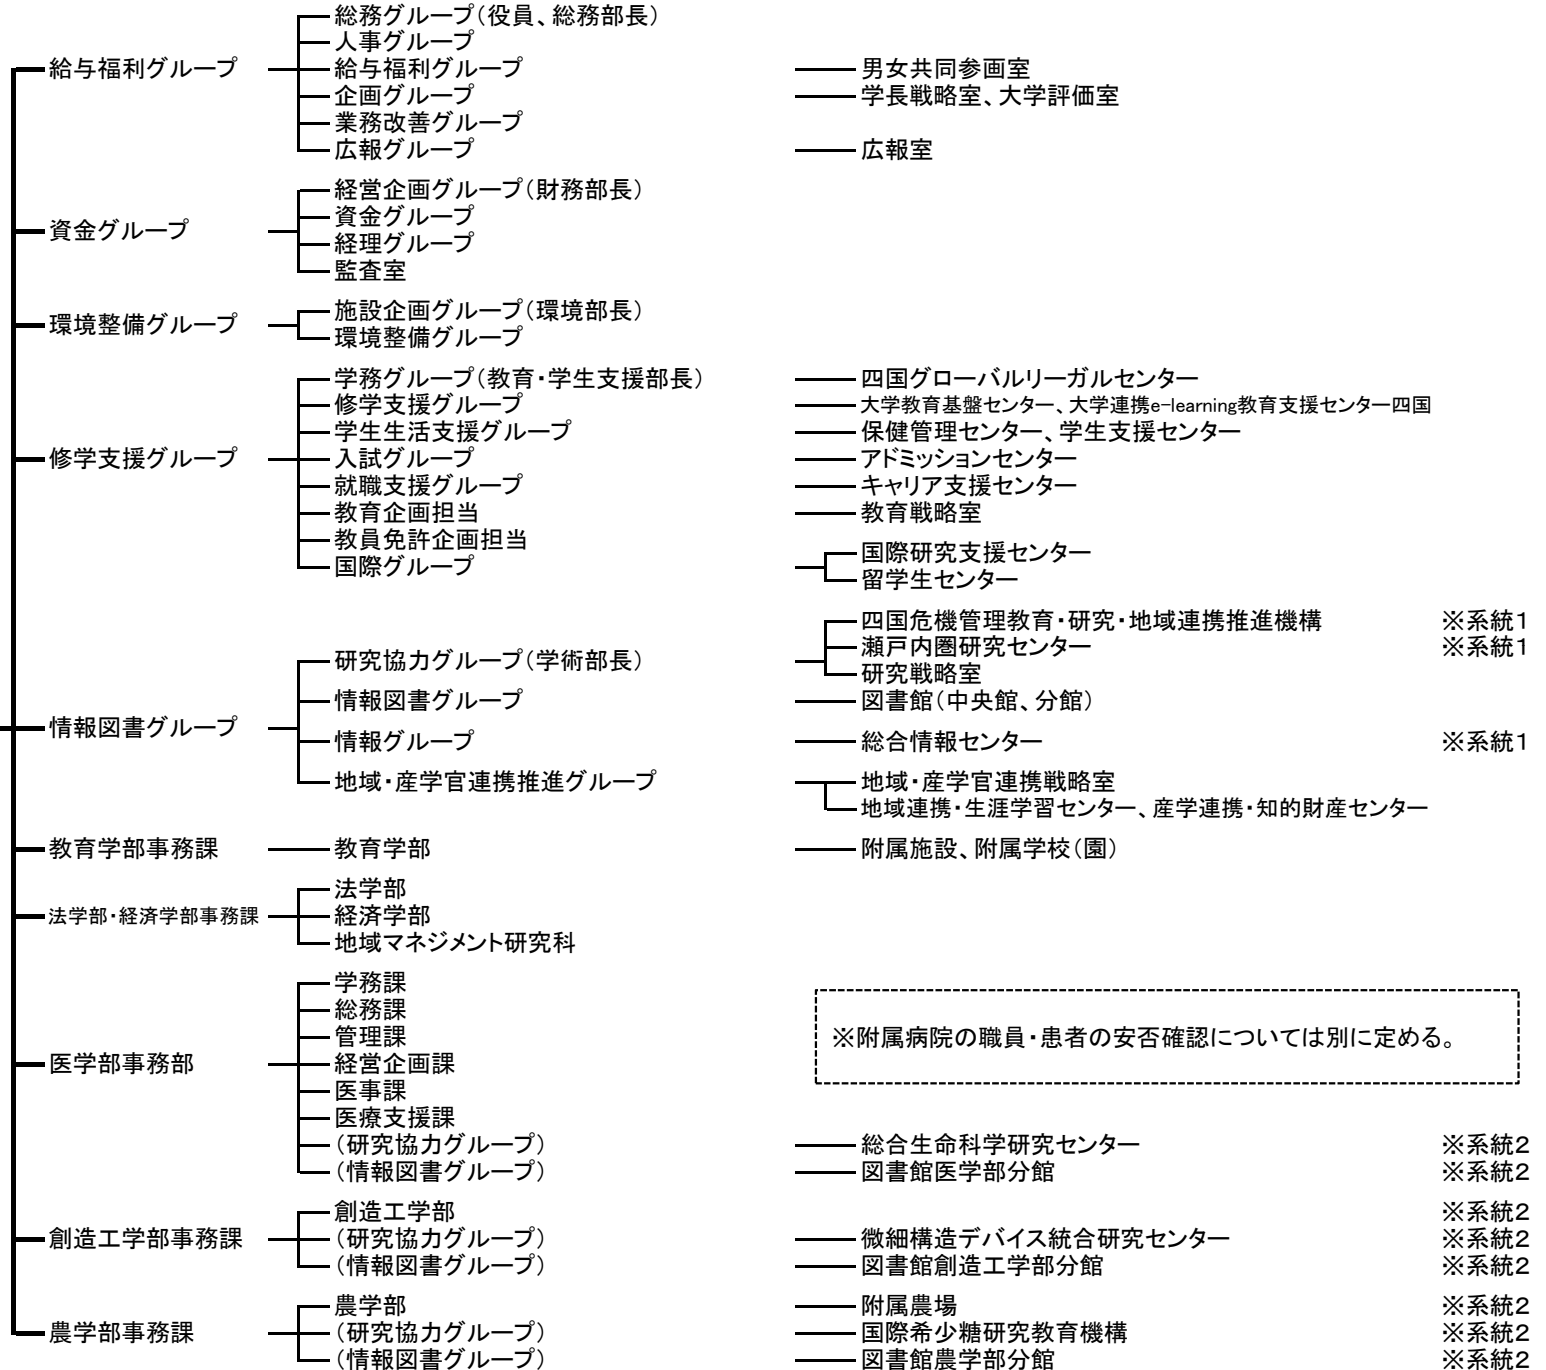 総務グループ（役員、総務部長）
人事グループ
給与福利グループ 給与福利グループ 男女共同参画室
企画グループ 学長戦略室、大学評価室
業務改善グループ
広報グループ 広報室
経営企画グループ（財務部長）
資金グループ
資金グループ
経理グループ
監査室
施設企画グループ（環境部長）
環境整備グループ
環境整備グループ
学務グループ（教育・学生支援部長） 四国グローバルリーガルセンター
修学支援グループ 大学教育基盤センター、大学連携e-learning教育支援センター四国
学生生活支援グループ 保健管理センター、学生支援センター
修学支援グループ 入試グループ アドミッションセンター
就職支援グループ キャリア支援センター
教育企画担当 教育戦略室
教員免許企画担当
国際研究支援センター
国際グループ
留学生センター
四国危機管理教育・研究・地域連携推進機構 ※系統1
瀬戸内圏研究センター ※系統1
研究協力グループ（学術部長）
研究戦略室
情報図書グループ 図書館（中央館、分館）
情報図書グループ
情報グループ 総合情報センター ※系統1
地域・産学官連携推進グループ 地域・産学官連携戦略室
地域連携・生涯学習センター、産学連携・知的財産センター
教育学部事務課 教育学部 附属施設、附属学校（園）
法学部
法学部・経済学部事務課 経済学部
地域マネジメント研究科
学務課
総務課
管理課
※附属病院の職員・患者の安否確認については別に定める。
医学部事務部 経営企画課
医事課
医療支援課
（研究協力グループ） 総合生命科学研究センター ※系統2
（情報図書グループ） 図書館医学部分館 ※系統2
創造工学部 ※系統2
創造工学部事務課 （研究協力グループ） 微細構造デバイス統合研究センター ※系統2
（情報図書グループ） 図書館創造工学部分館 ※系統2
農学部 附属農場 ※系統2
農学部事務課 （研究協力グループ） 国際希少糖研究教育機構 ※系統2
（情報図書グループ） 図書館農学部分館 ※系統2